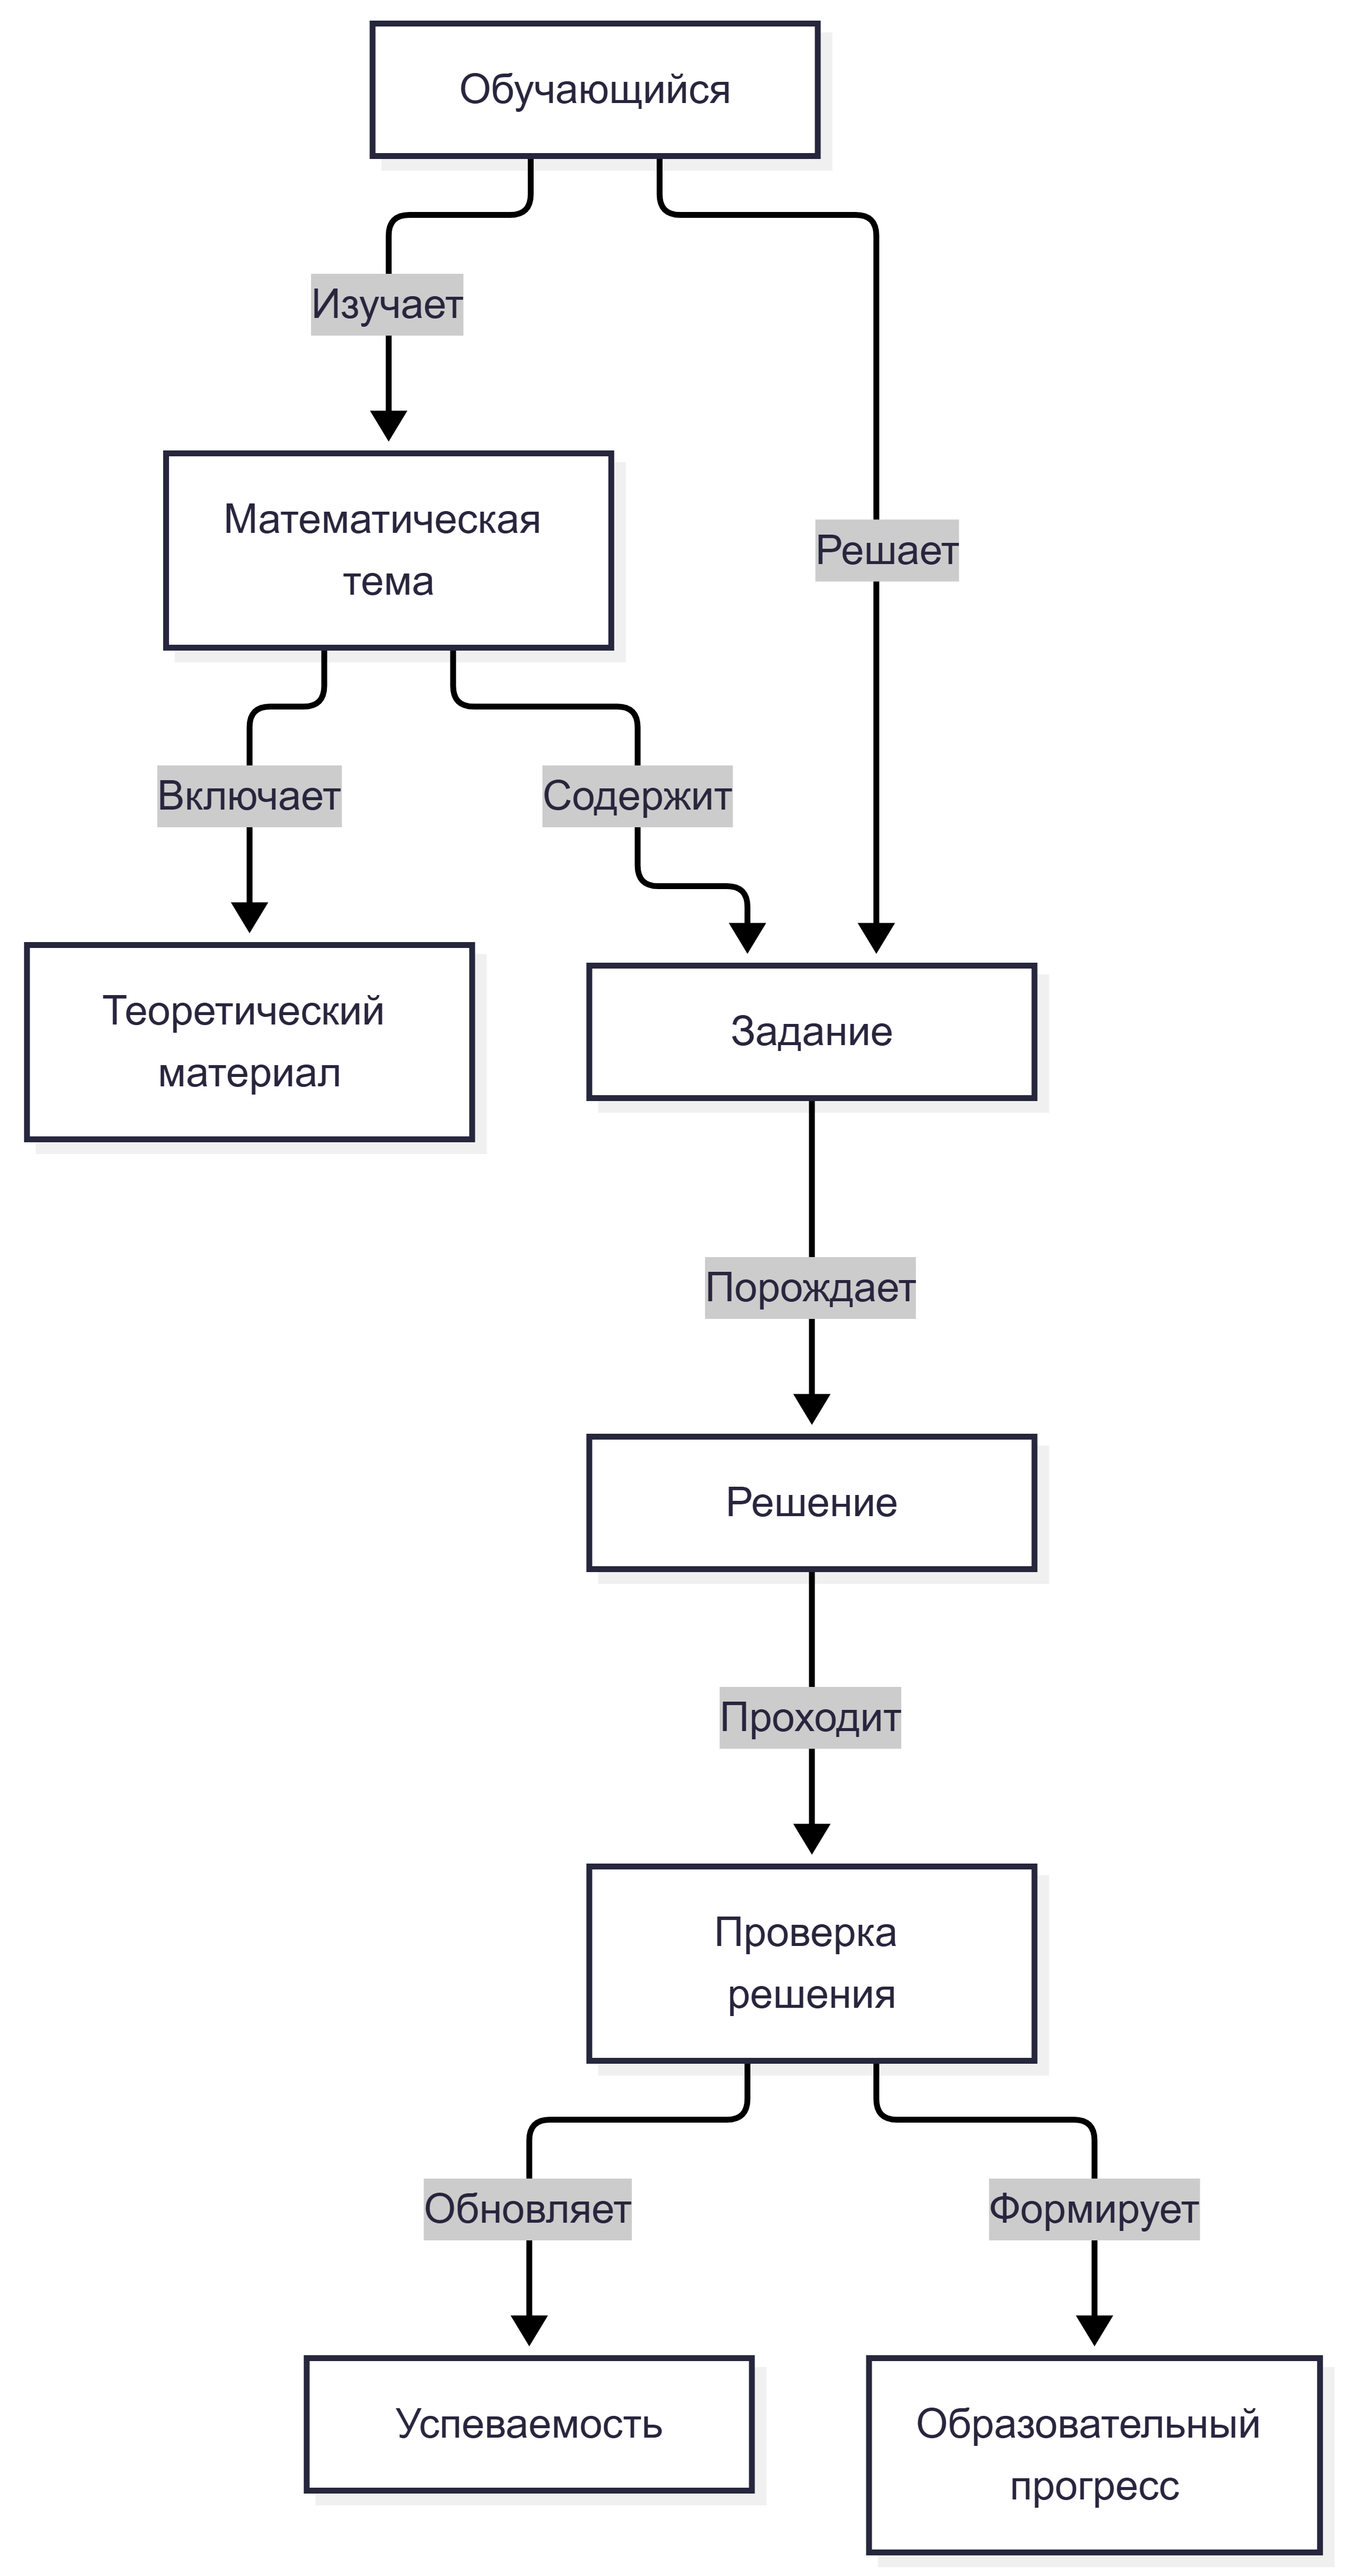 Обучающийся
Изучает
Математическая
тема
Решает
Включает
Содержит
Теоретический
материал
Задание
Порождает
Решение
Проходит
Проверка
решения
Обновляет
Формирует
Успеваемость
Образовательный
прогресс